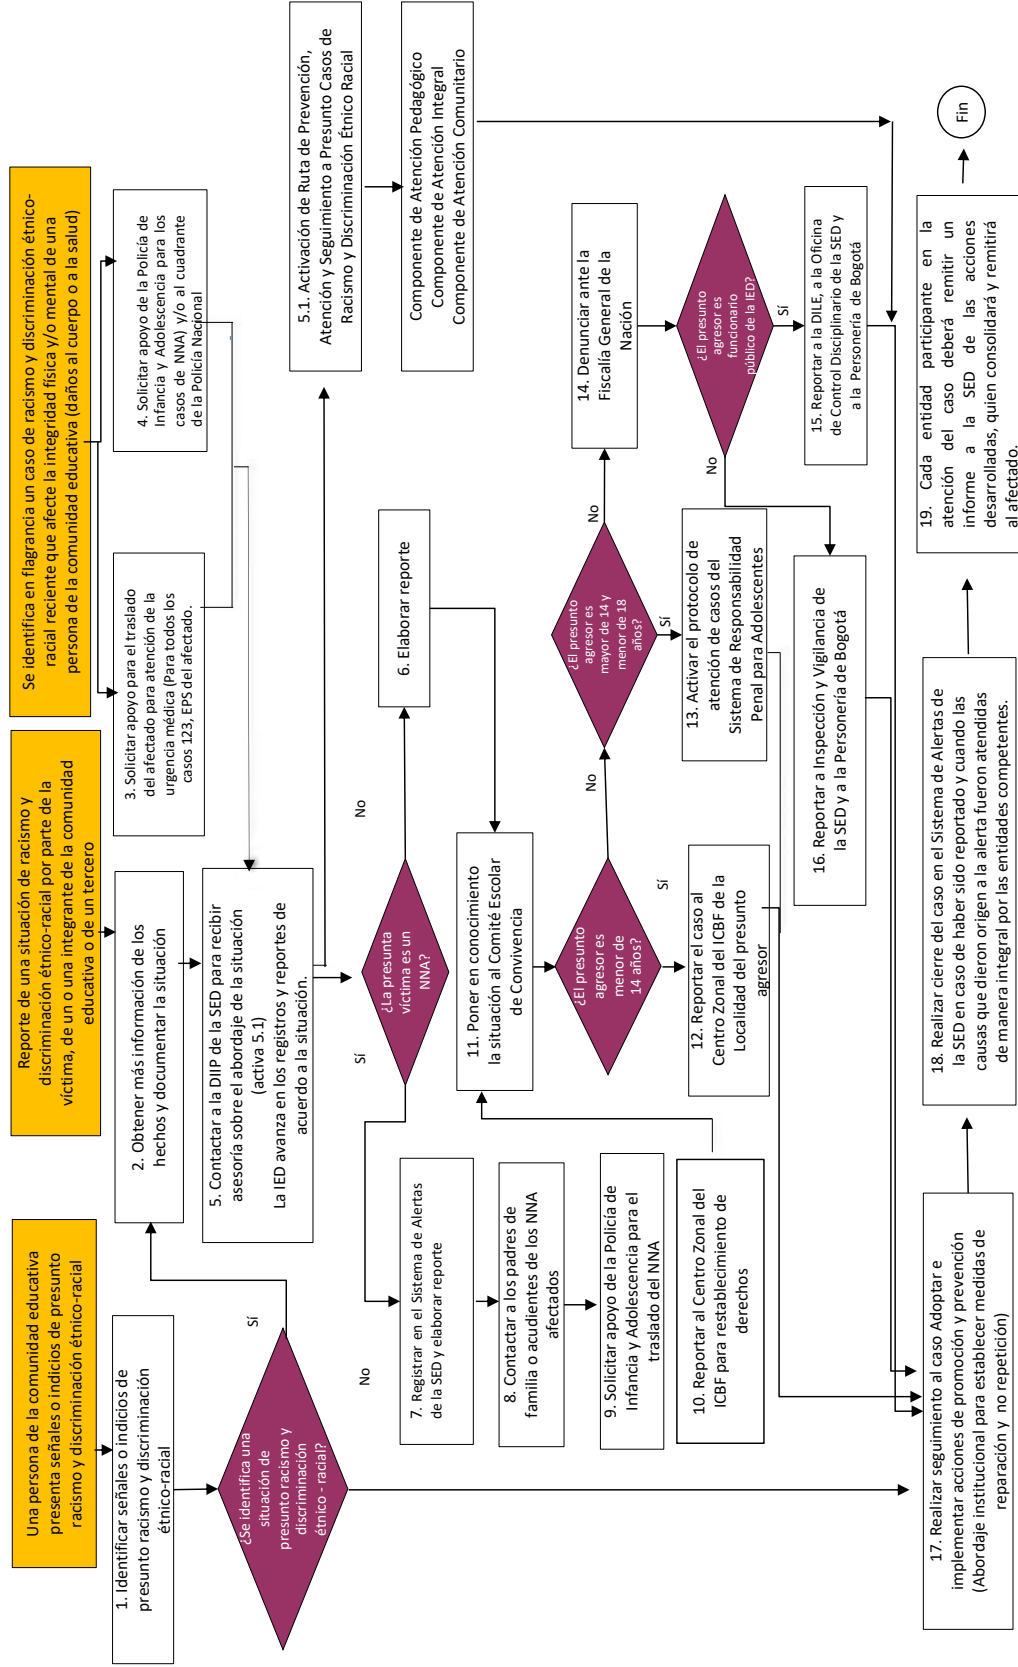 Una persona de la comunidad educativa
presenta señales o indicios de presunto
racismo y discriminación étnico-racial
Reporte de una situación de racismo y
discriminación étnico-racial por parte de la
víctima, de un o una integrante de la comunidad
educativa o de un tercero
Se identifica en flagrancia un caso de racismo y discriminación étnico-
racial reciente que afecte la integridad física y/o mental de una
persona de la comunidad educativa (daños al cuerpo o a la salud)
1. Identificar señales o indicios de
presunto racismo y discriminación
étnico-racial
2. Obtener más información de los
hechos y documentar la situación
3. Solicitar apoyo para el traslado
del afectado para atención de la
urgencia médica (Para todos los
casos 123, EPS del afectado.
4. Solicitar apoyo de la Policía de
Infancia y Adolescencia para los
casos de NNA) y/o al cuadrante
de la Policía Nacional
¿Se identifica una
situación de
presunto racismo y
discriminación
étnico - racial?
Sí
No
5. Contactar a la DIIP de la SED para recibir
asesoría sobre el abordaje de la situación
(activa 5.1)
La IED avanza en los registros y reportes de
acuerdo a la situación.
5.1. Activación de Ruta de Prevención,
Atención y Seguimiento a Presunto Casos de
Racismo y Discriminación Étnico Racial
Componente de Atención Pedagógico
Componente de Atención Integral
Componente de Atención Comunitario
¿La presunta
víctima es un
NNA?
Sí
No
6. Elaborar reporte
7. Registrar en el Sistema de Alertas
de la SED y elaborar reporte
8. Contactar a los padres de
familia o acudientes de los NNA
afectados
9. Solicitar apoyo de la Policía de
Infancia y Adolescencia para el
traslado del NNA
10. Reportar al Centro Zonal del
ICBF para restablecimiento de
derechos
11. Poner en conocimiento
la situación al Comité Escolar
de Convivencia
¿El presunto
agresor es
menor de
14 años?
Sí
No
12. Reportar el caso al
Centro Zonal del ICBF de la
Localidad del presunto
agresor
¿El presunto
agresor es
mayor de 14 y
menor de 18
años?
Sí
No
13. Activar el protocolo de
atención de casos del
Sistema de Responsabilidad
Penal para Adolescentes
14. Denunciar ante la
Fiscalía General de la
Nación
¿El presunto
agresor es
funcionario
público de la IED?
Sí
No
15. Reportar a la DILE, a la Oficina
de Control Disciplinario de la SED y
a la Personería de Bogotá
16. Reportar a Inspección y Vigilancia de
la SED y a la Personería de Bogotá
17. Realizar seguimiento al caso Adoptar e
implementar acciones de promoción y prevención
(Abordaje institucional para establecer medidas de
reparación y no repetición)
18. Realizar cierre del caso en el Sistema de Alertas de
la SED en caso de haber sido reportado y cuando las
causas que dieron origen a la alerta fueron atendidas
de manera integral por las entidades competentes.
19. Cada entidad participante en la
atención del caso deberá remitir un
informe a la SED de las acciones
desarrolladas, quien consolidará y remitirá
al afectado.
Fin